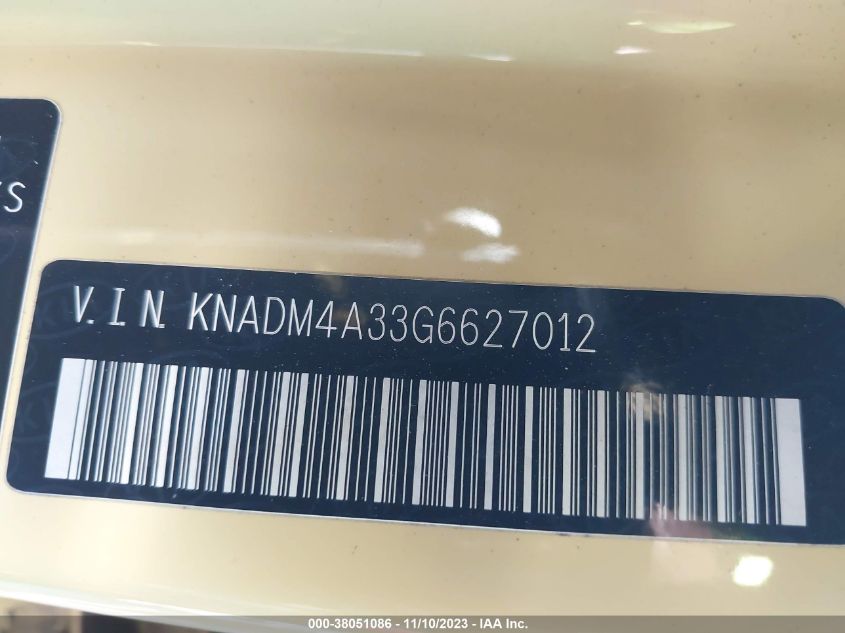 S
V.I.N. KNADM4A33G6627012
000-38051086 - 11/10/2023 - IAA Inc.